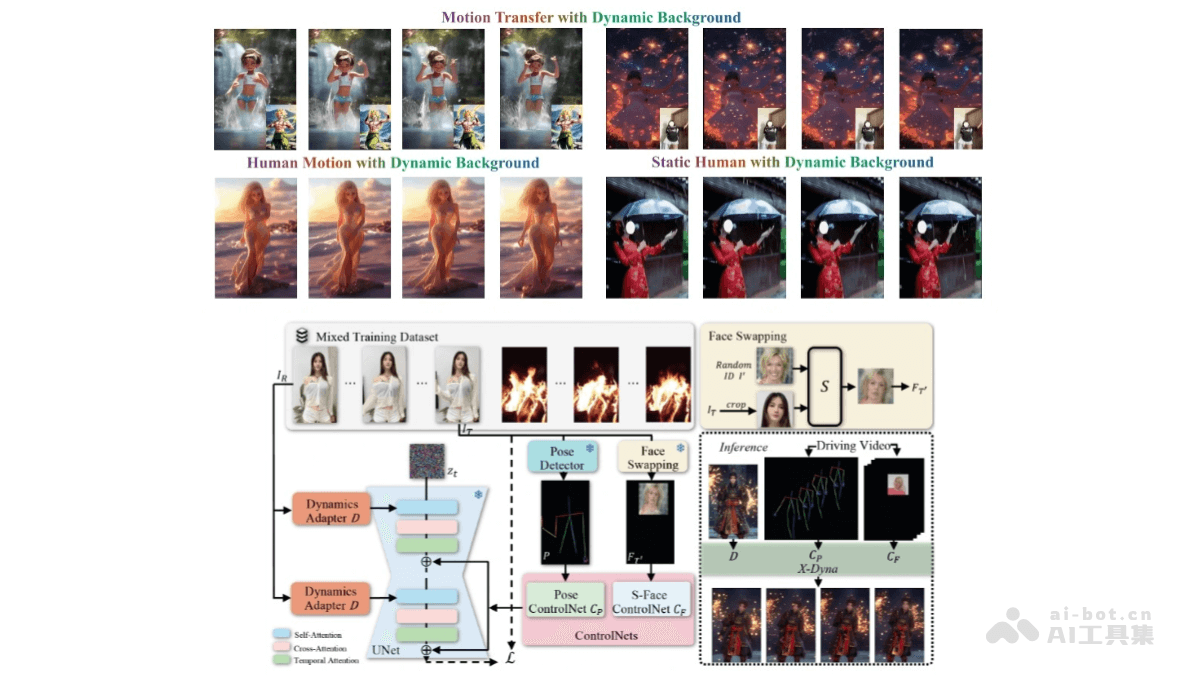 Motion Transfer with Dynamic Background
Human Motion with Dynamic Background
Static Human with Dynamic Background
Mixed Training Dataset
I_R
...
...
...
...
I_T
z_t
Dynamics
Adapter D
Dynamics
Adapter D
Self-Attention
Cross-Attention
Temporal Attention
UNet
Pose
Detector
Face
Swapping
P
F_T'
Pose
ControlNet C_P
S-Face
ControlNet C_F
ControlNets
ℒ
Face Swapping
Random
ID I'
I_T
crop
S
F_T'
Inference
Driving Video
D
C_P
C_F
X-Dyna
ai-bot.cn
AI工具集